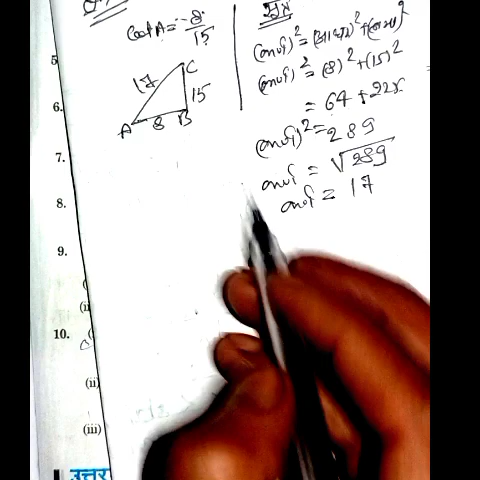 cot A = 8/15
सूत्र
(कर्ण)² = (आधार)² + (लम्ब)²
(कर्ण)² = (8)² + (15)²
= 64 + 225
(कर्ण)² = 289
कर्ण = √289
कर्ण = 17
17
C
15
A
8
B
5
6.
7.
8.
9.
(ii
10.
(ii)
(iii)
उत्तर